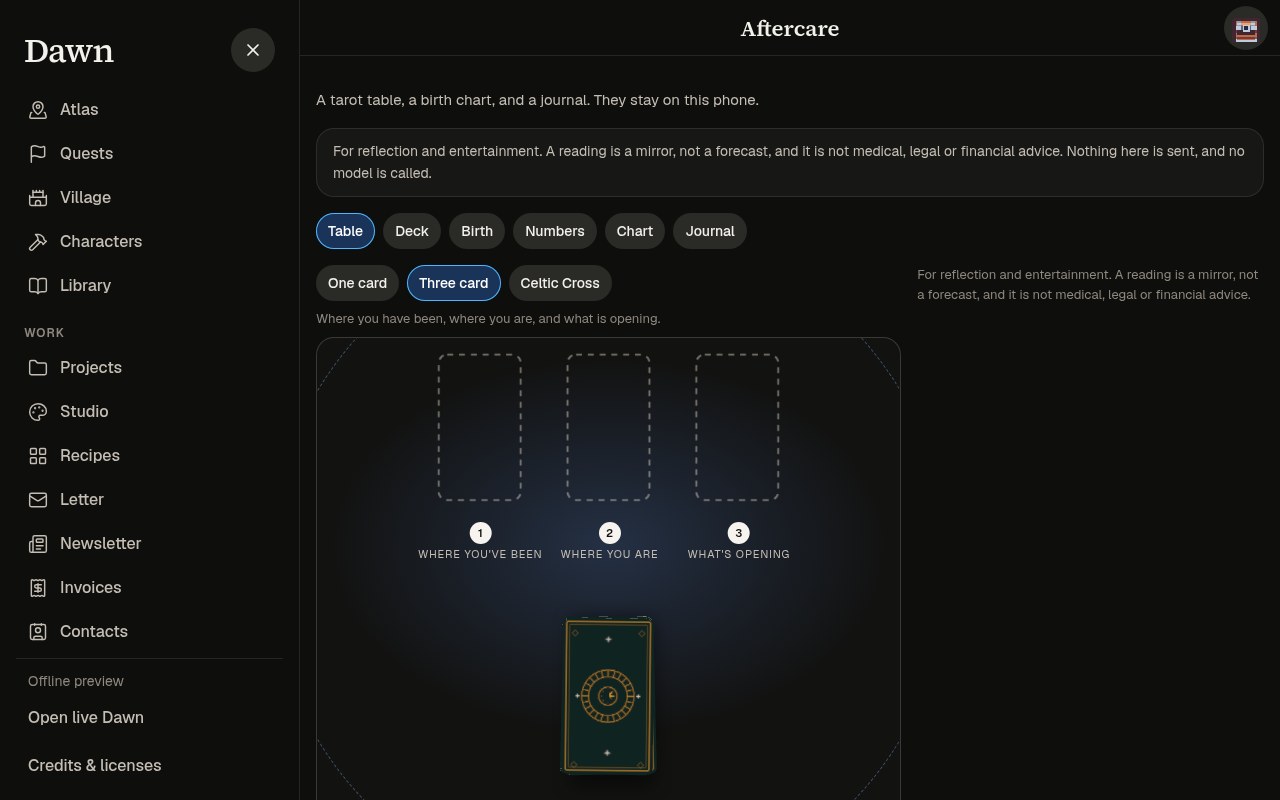 Dawn
Atlas
Quests
Village
Characters
Library
WORK
Projects
Studio
Recipes
Letter
Newsletter
Invoices
Contacts
Offline preview
Open live Dawn
Credits & licenses
Aftercare
A tarot table, a birth chart, and a journal. They stay on this phone.
For reflection and entertainment. A reading is a mirror, not a forecast, and it is not medical, legal or financial advice. Nothing here is sent, and no
model is called.
Table
Deck
Birth
Numbers
Chart
Journal
One card
Three card
Celtic Cross
Where you have been, where you are, and what is opening.
1
2
3
WHERE YOU'VE BEEN
WHERE YOU ARE
WHAT'S OPENING
For reflection and entertainment. A reading is a mirror, not
a forecast, and it is not medical, legal or financial advice.